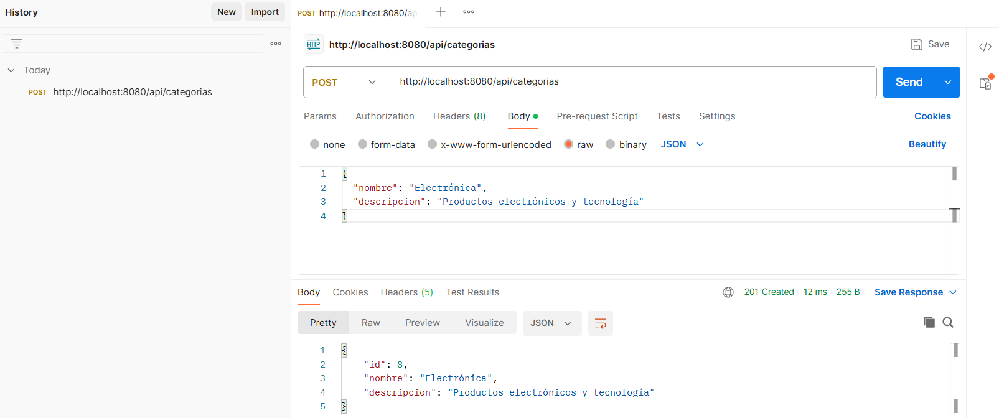 History
New
Import
POST http://localhost:8080/ap
Today
POST http://localhost:8080/api/categorias
HTTP http://localhost:8080/api/categorias
Save
POST
http://localhost:8080/api/categorias
Send
Params Authorization Headers (8) Body Pre-request Script Tests Settings Cookies
none form-data x-www-form-urlencoded raw binary JSON Beautify
1 {
2 "nombre": "Electrónica",
3 "descripcion": "Productos electrónicos y tecnología"
4 }
Body Cookies Headers (5) Test Results 201 Created 12 ms 255 B Save Response
Pretty Raw Preview Visualize JSON
1 {
2 "id": 8,
3 "nombre": "Electrónica",
4 "descripcion": "Productos electrónicos y tecnología"
5 }